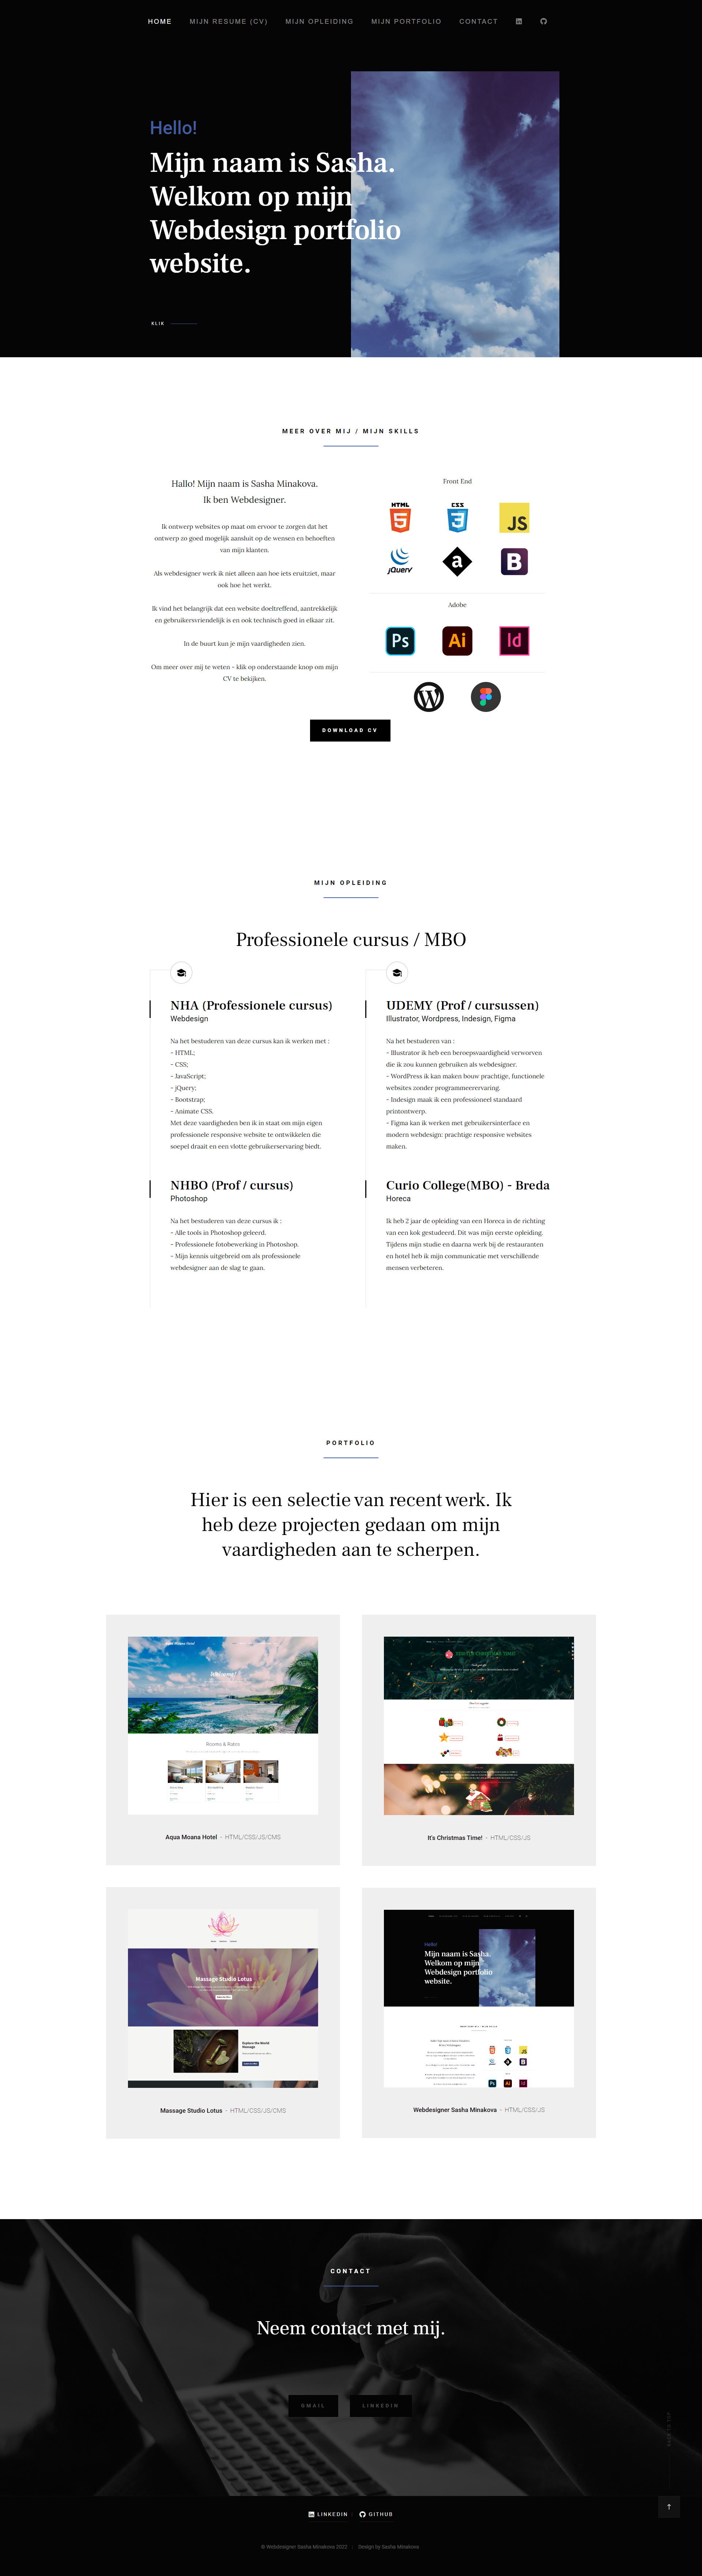 HOME MIJN RESUME (CV) MIJN OPLEIDING MIJN PORTFOLIO CONTACT
Hello!
Mijn naam is Sasha.
Welkom op mijn
Webdesign portfolio
website.
KLIK
MEER OVER MIJ / MIJN SKILLS
Hallo! Mijn naam is Sasha Minakova.
Ik ben Webdesigner.
Ik ontwerp websites op maat om ervoor te zorgen dat het
ontwerp zo goed mogelijk aansluit op de wensen en behoeften
van mijn klanten.
Als webdesigner werk ik niet alleen aan hoe iets eruitziet, maar
ook hoe het werkt.
Ik vind het belangrijk dat een website doeltreffend, aantrekkelijk
en gebruikersvriendelijk is en ook technisch goed in elkaar zit.
In de buurt kun je mijn vaardigheden zien.
Om meer over mij te weten - klik op onderstaande knop om mijn
CV te bekijken.
Front End
HTML
5
CSS
3
JS
jQuery
a
B
Adobe
Ps
Ai
Id
DOWNLOAD CV
MIJN OPLEIDING
Professionele cursus / MBO
NHA (Professionele cursus)
Webdesign
Na het bestuderen van deze cursus kan ik werken met :
- HTML;
- CSS;
- JavaScript;
- jQuery;
- Bootstrap;
- Animate CSS.
Met deze vaardigheden ben ik in staat om mijn eigen
professionele responsive website te ontwikkelen die
soepel draait en een vlotte gebruikerservaring biedt.
NHBO (Prof / cursus)
Photoshop
Na het bestuderen van deze cursus ik :
- Alle tools in Photoshop geleerd.
- Professionele fotobewerking in Photoshop.
- Mijn kennis uitgebreid om als professionele
webdesigner aan de slag te gaan.
UDEMY (Prof / cursussen)
Illustrator, Wordpress, Indesign, Figma
Na het bestuderen van :
- Illustrator ik heb een beroepsvaardigheid verworven
die ik zou kunnen gebruiken als webdesigner.
- WordPress ik kan maken bouw prachtige, functionele
websites zonder programmeerervaring.
- Indesign maak ik een professioneel standaard
printontwerp.
- Figma kan ik werken met gebruikersinterface en
modern webdesign: prachtige responsive websites
maken.
Curio College(MBO) - Breda
Horeca
Ik heb 2 jaar de opleiding van een Horeca in de richting
van een kok gestudeerd. Dit was mijn eerste opleiding.
Tijdens mijn studie en daarna werk bij de restauranten
en hotel heb ik mijn communicatie met verschillende
mensen verbeteren.
PORTFOLIO
Hier is een selectie van recent werk. Ik
heb deze projecten gedaan om mijn
vaardigheden aan te scherpen.
Rooms & Rates
Aqua Moana Hotel - HTML/CSS/JS/CMS
It's Christmas Time! - HTML/CSS/JS
Massage Studio Lotus
Explore the World
Massage
Massage Studio Lotus - HTML/CSS/JS/CMS
Hello!
Mijn naam is Sasha.
Welkom op mijn
Webdesign portfolio
website.
Ps
Ai
Id
Webdesigner Sasha Minakova - HTML/CSS/JS
CONTACT
Neem contact met mij.
GMAIL
LINKEDIN
BACK TO TOP
LINKEDIN GITHUB
© Webdesigner Sasha Minakova 2022 Design by Sasha Minakova